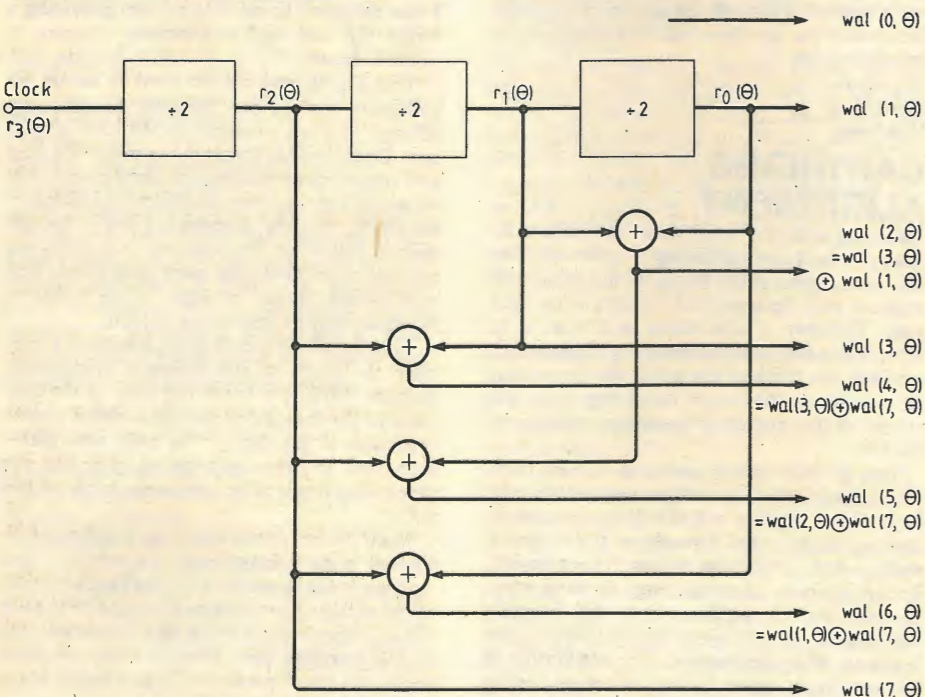 wal (0, θ)
Clock
r₃(θ)
÷2
r₂(θ)
÷2
r₁(θ)
÷2
r₀(θ)
wal (1, θ)
+
wal (2, θ)
=wal (3, θ)
⊕ wal (1, θ)
+
wal (3, θ)
wal (4, θ)
=wal(3,θ)⊕wal(7, θ)
+
wal (5, θ)
=wal(2,θ)⊕wal(7, θ)
+
wal (6, θ)
=wal(1,θ)⊕wal(7, θ)
wal (7, θ)